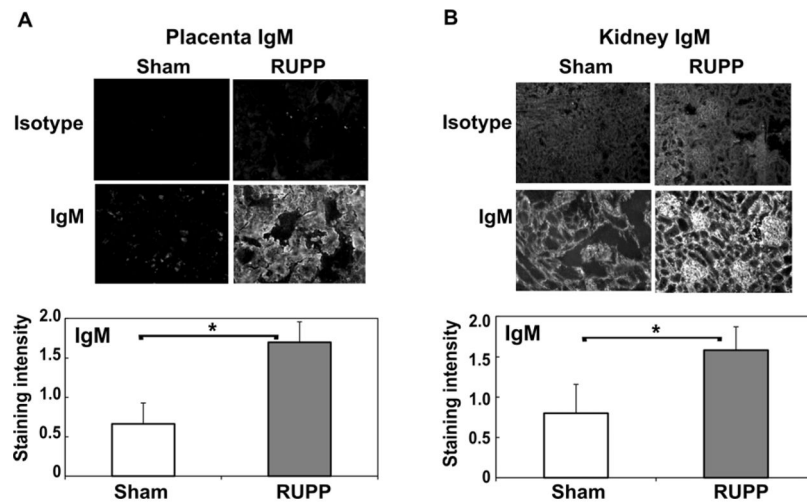 A
Placenta IgM
Sham RUPP
Isotype
IgM
IgM
*
Staining intensity
2.0
1.5
1.0
0.5
0
Sham RUPP
B
Kidney IgM
Sham RUPP
Isotype
IgM
IgM
*
Staining intensity
2.0
1.5
1.0
0.5
0
Sham RUPP